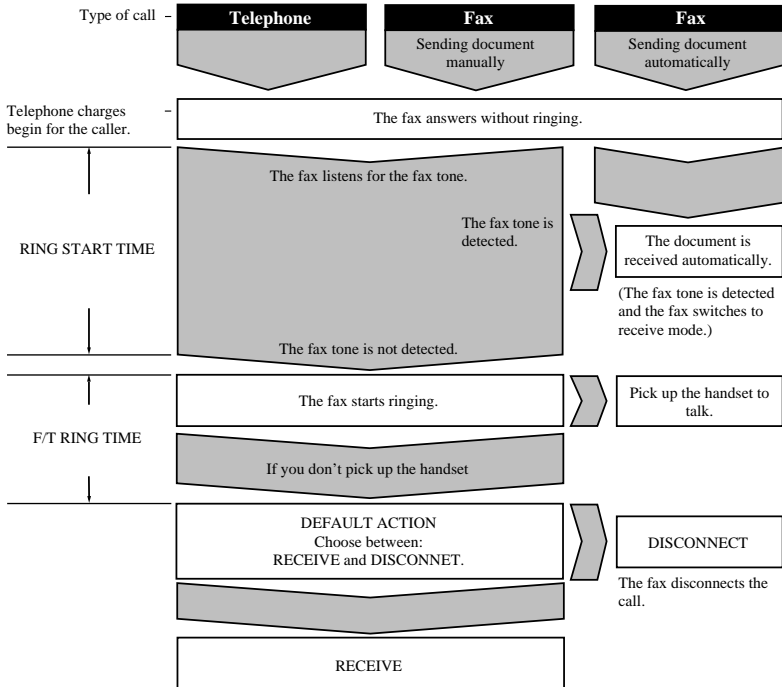 Type of call
Telephone
Fax
Fax
Sending document
manually
Sending document
automatically
Telephone charges
begin for the caller.
The fax answers without ringing.
The fax listens for the fax tone.
The fax tone is
detected.
RING START TIME
The document is
received automatically.
(The fax tone is detected
and the fax switches to
receive mode.)
The fax tone is not detected.
The fax starts ringing.
Pick up the handset to
talk.
F/T RING TIME
If you don’t pick up the handset
DEFAULT ACTION
Choose between:
RECEIVE and DISCONNET.
DISCONNECT
The fax disconnects the
call.
RECEIVE